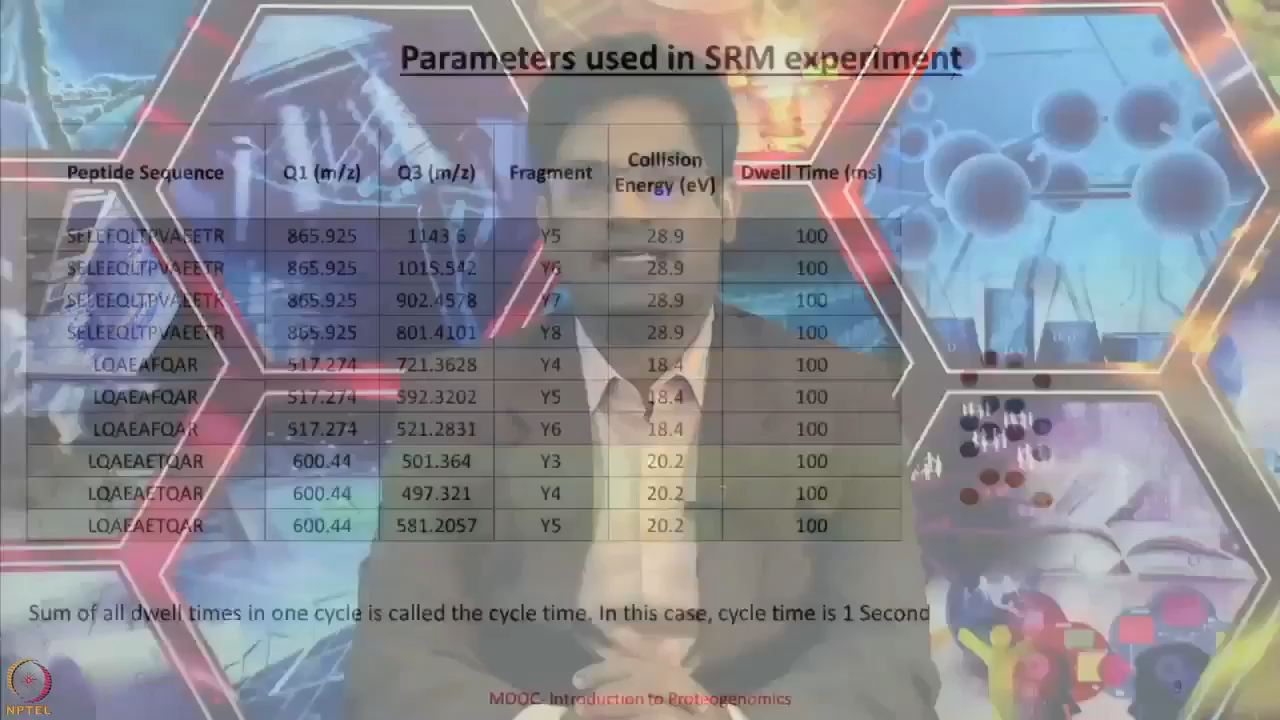 Parameters used in SRM experiment
Peptide Sequence Q1 (m/z) Q3 (m/z) Fragment Collision Energy (eV) Dwell Time (ms)
SELEEQLTPVAEETR 865.925 1143.6 Y5 28.9 100
SELEEQLTPVAEETR 865.925 1015.542 Y6 28.9 100
SELEEQLTPVAEETR 865.925 902.4578 Y7 28.9 100
SELEEQLTPVAEETR 865.925 801.4101 Y8 28.9 100
LQAEAFQAR 517.274 721.3628 Y4 18.4 100
LQAEAFQAR 517.274 592.3202 Y5 18.4 100
LQAEAFQAR 517.274 521.2831 Y6 18.4 100
LQAEAETQAR 600.44 501.364 Y3 20.2 100
LQAEAETQAR 600.44 497.321 Y4 20.2 100
LQAEAETQAR 600.44 581.2057 Y5 20.2 100
Sum of all dwell times in one cycle is called the cycle time. In this case, cycle time is 1 Second
MOOC- Introduction to Proteogenomics
9
NPTEL